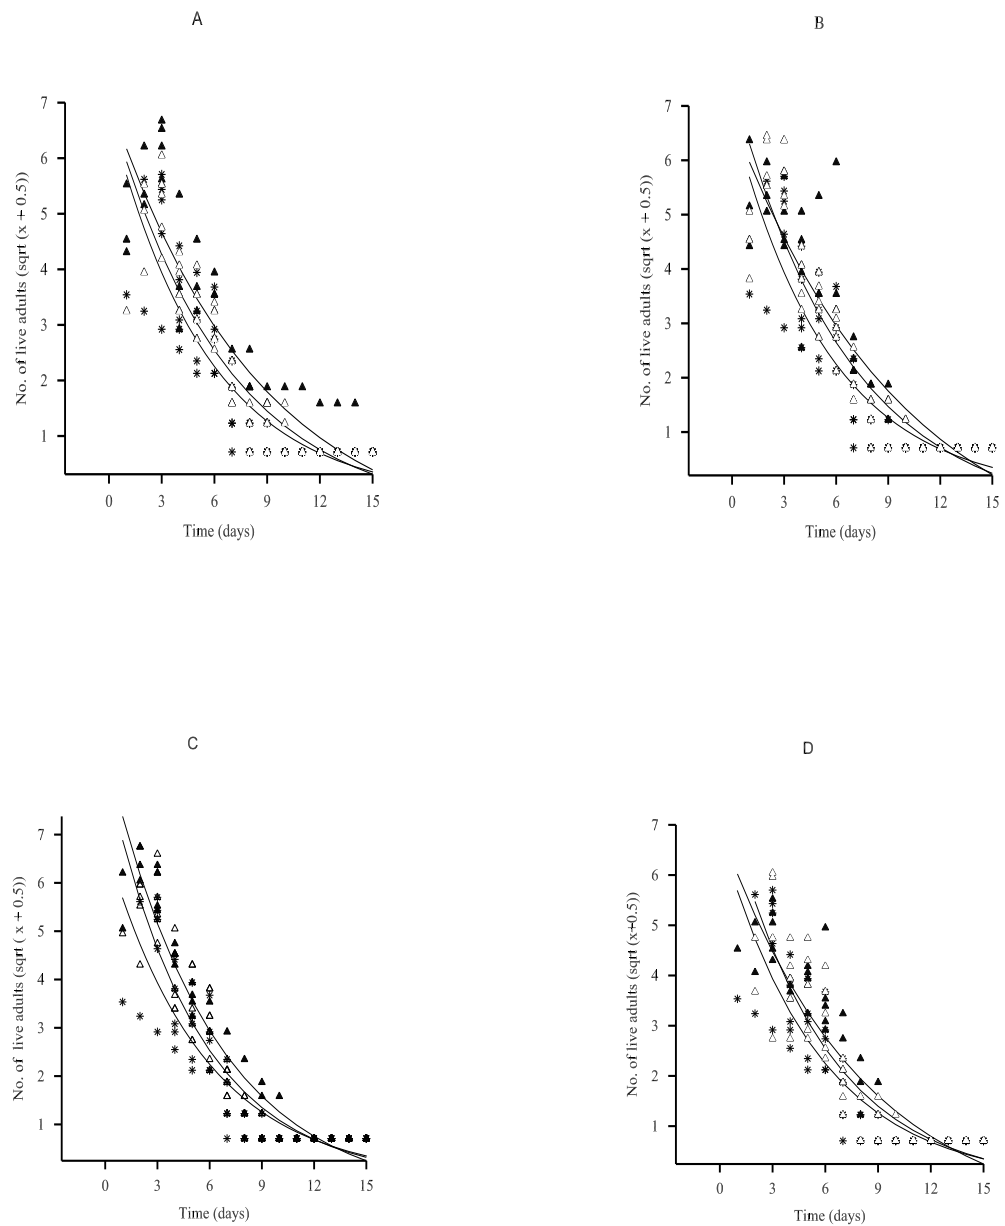 A
No. of live adults (sqrt (x + 0.5))
7
6
5
4
3
2
1
0 3 6 9 12 15
Time (days)
B
No. of live adults (sqrt (x + 0.5))
7
6
5
4
3
2
1
0 3 6 9 12 15
Time (days)
C
No. of live adults (sqrt ( x + 0.5))
7
6
5
4
3
2
1
0 3 6 9 12 15
Time (days)
D
No. of live adults (sqrt (x+0.5))
7
6
5
4
3
2
1
0 3 6 9 12 15
Time (days)